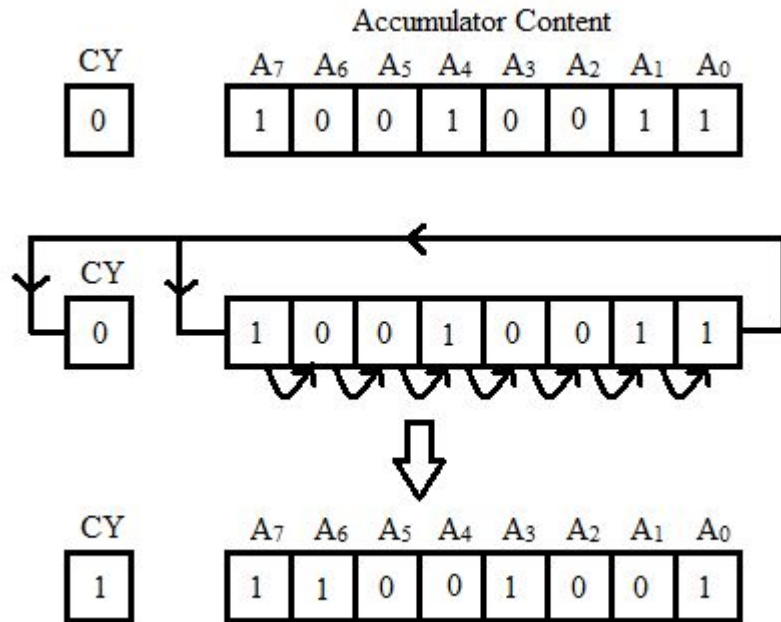 Accumulator Content
CY A₇ A₆ A₅ A₄ A₃ A₂ A₁ A₀
0 1 0 0 1 0 0 1 1
CY
0 1 0 0 1 0 0 1 1
CY A₇ A₆ A₅ A₄ A₃ A₂ A₁ A₀
1 1 1 0 0 1 0 0 1